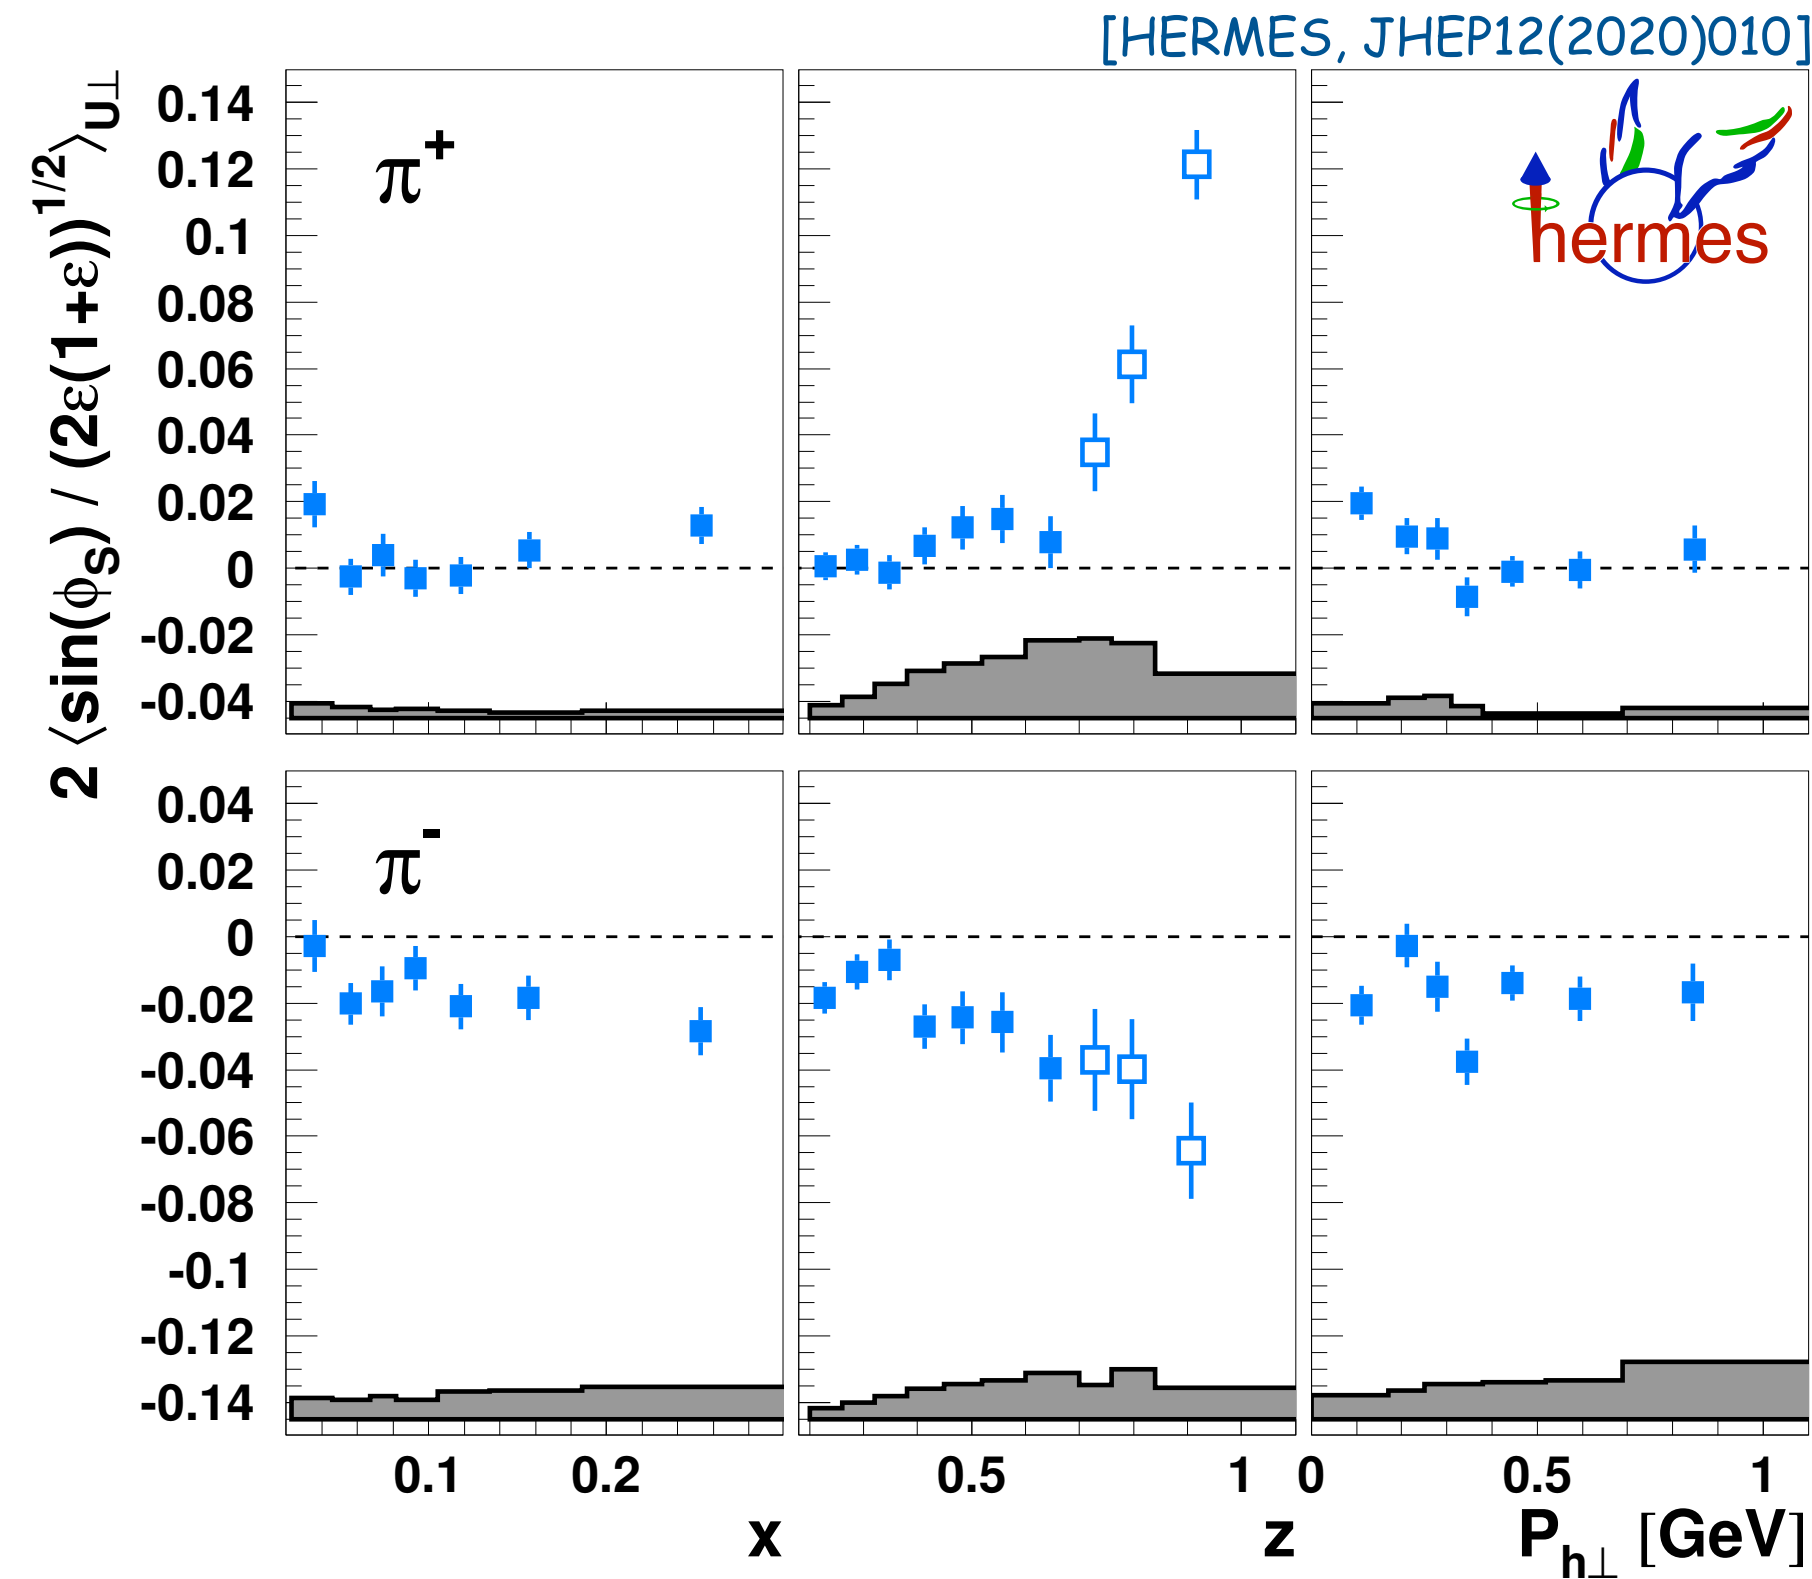 [HERMES, JHEP12(2020)010]
2 ⟨sin(ϕS) / (2ε(1+ε))1/2⟩U⊥
0.14
0.12
0.1
0.08
0.06
0.04
0.02
0
-0.02
-0.04
π+
hermes
0.04
0.02
0
-0.02
-0.04
-0.06
-0.08
-0.1
-0.12
-0.14
π-
0.1 0.2 0.5 1 0 0.5 1
x z Ph⊥ [GeV]